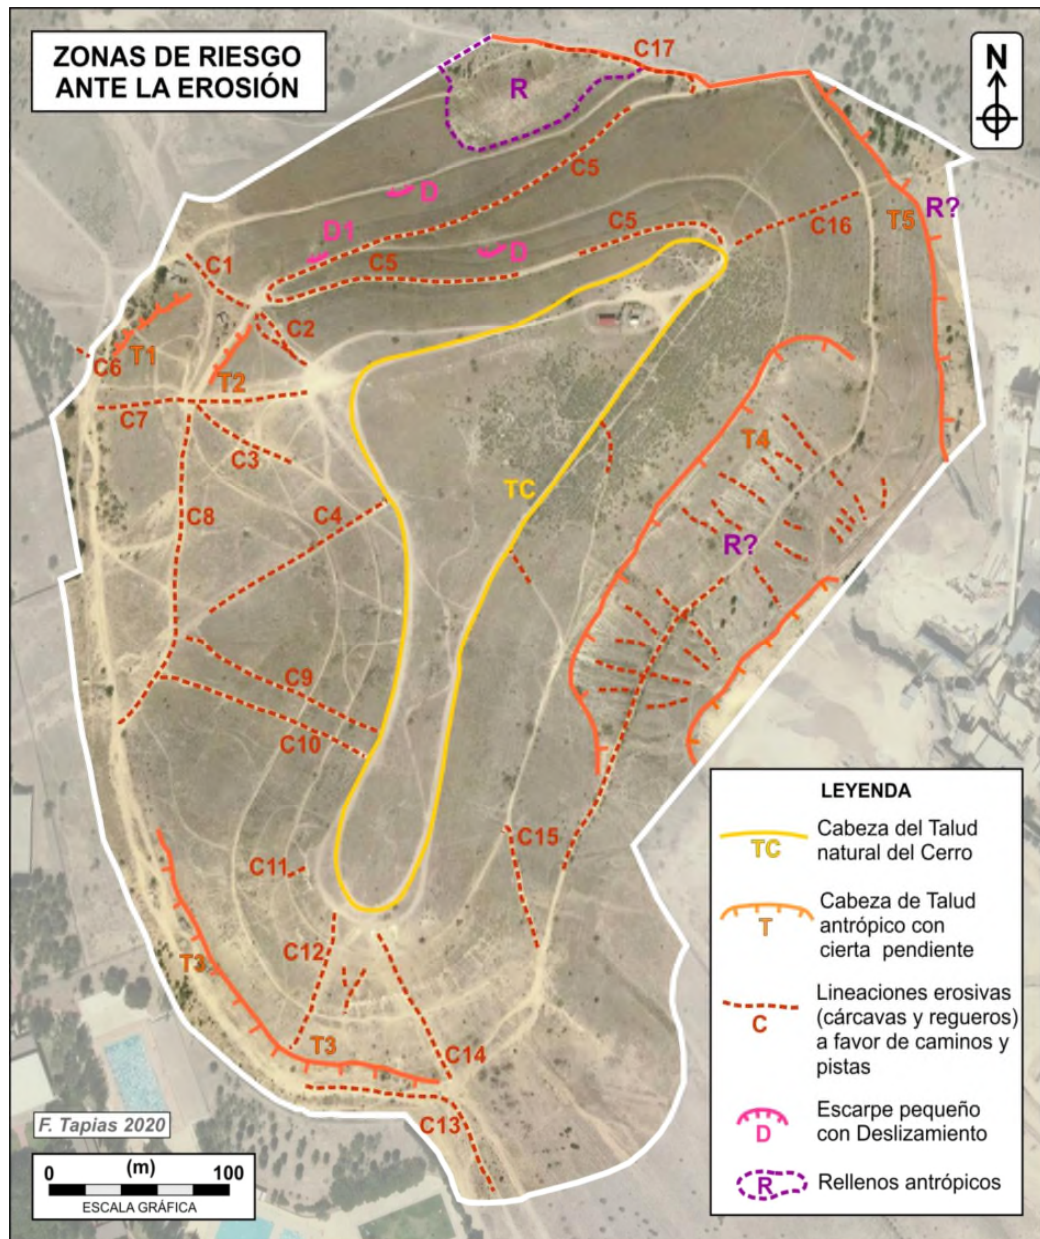 ZONAS DE RIESGO
ANTE LA EROSIÓN
C17
N
R
C5
D
R?
T5
D1
C16
C5
D
C1
C5
C2
C6
T1
T2
C7
T4
C3
TC
C8
C4
R?
C9
C10
C15
C11
C12
T3
T3
C14
C13
LEYENDA
TC
Cabeza del Talud
natural del Cerro
T
Cabeza de Talud
antrópico con
cierta pendiente
C
Lineaciones erosivas
(cárcavas y regueros)
a favor de caminos y
pistas
D
Escarpe pequeño
con Deslizamiento
R
Rellenos antrópicos
F. Tapias 2020
0 (m) 100
ESCALA GRÁFICA